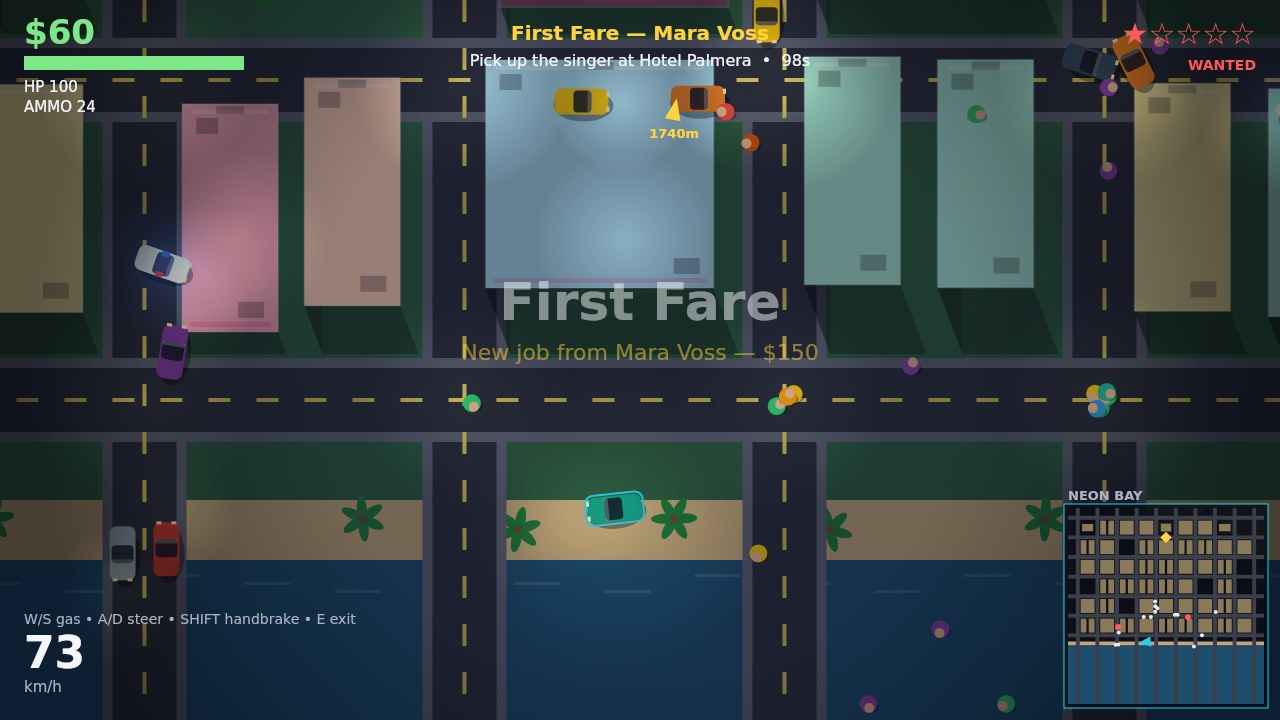 $60
HP 100
AMMO 24
First Fare — Mara Voss
Pick up the singer at Hotel Palmera • 98s
★☆☆☆☆
WANTED
1740m
First Fare
New job from Mara Voss — $150
NEON BAY
W/S gas • A/D steer • SHIFT handbrake • E exit
73
km/h